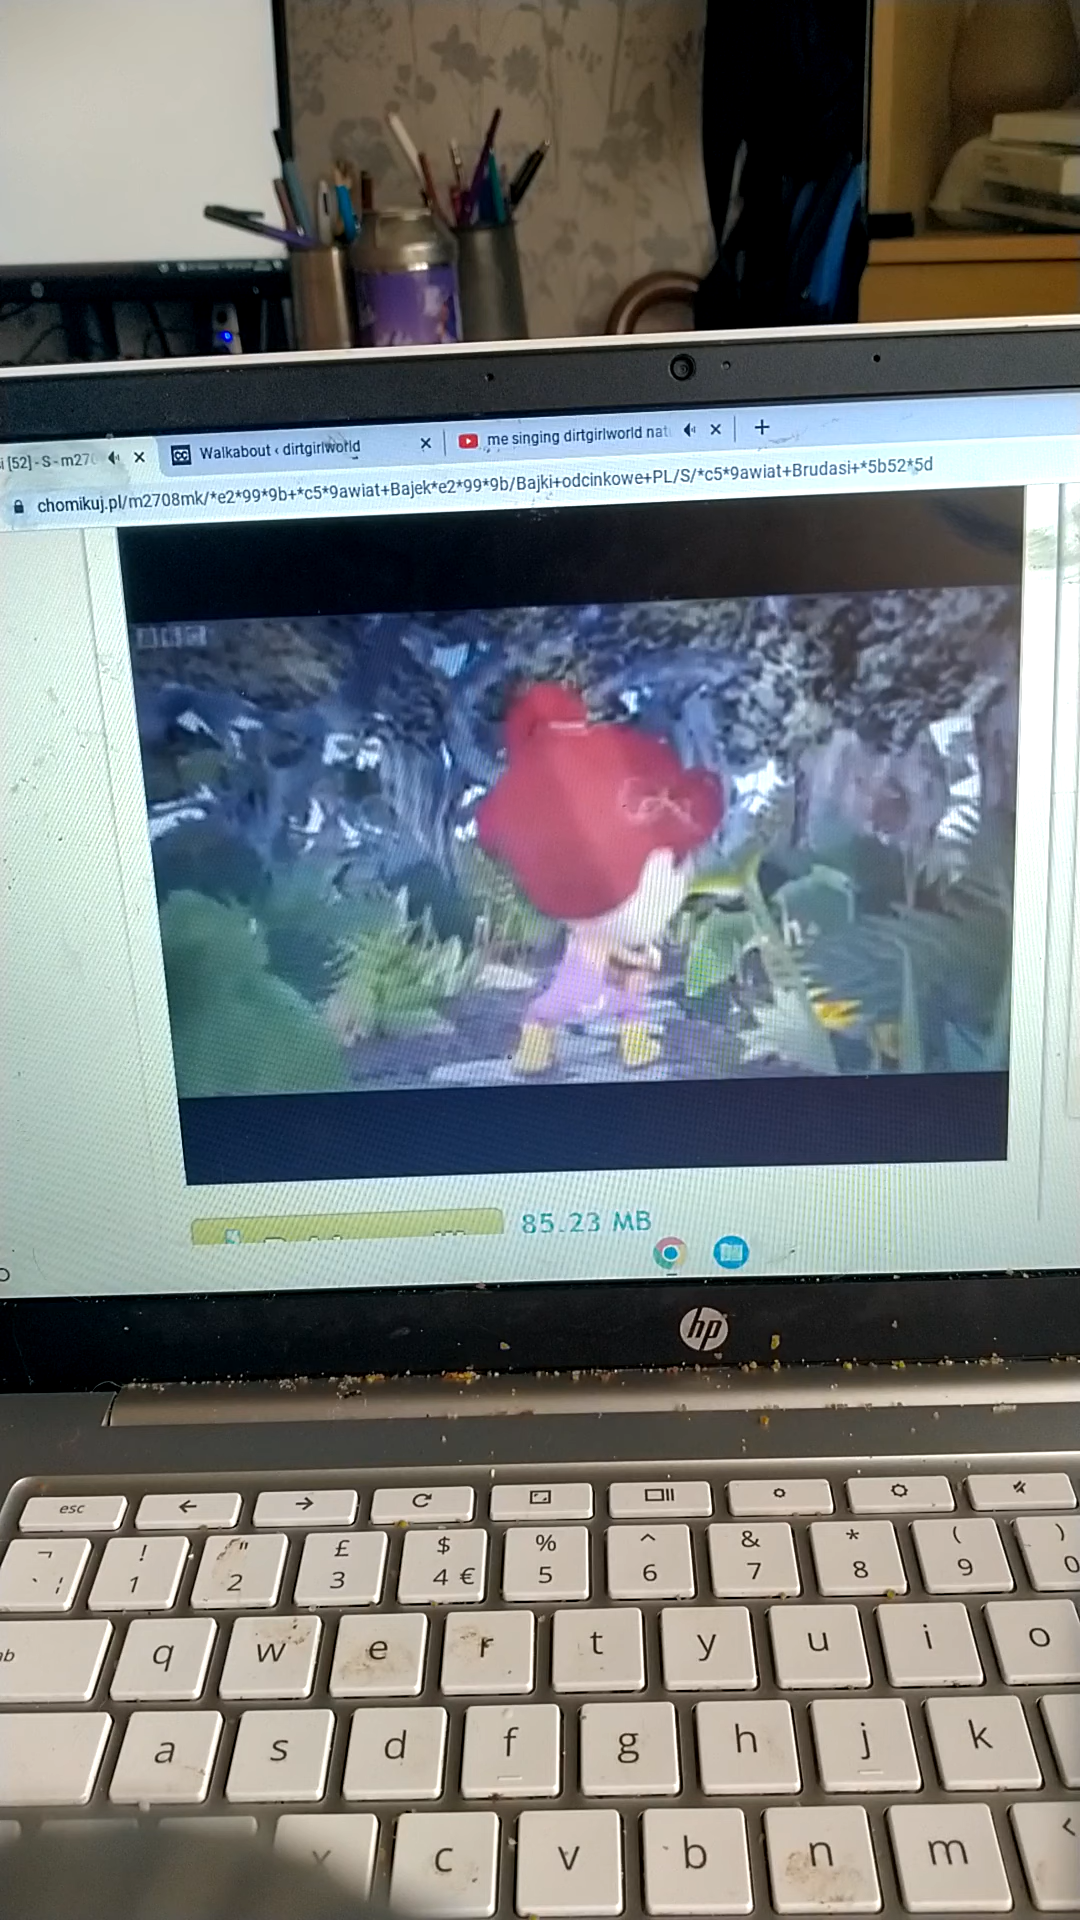 i [52] - S - m270
Walkabout ‹ dirtgirlworld
me singing dirtgirlworld nat
chomikuj.pl/m2708mk/*e2*99*9b+*c5*9awiat+Bajek*e2*99*9b/Bajki+odcinkowe+PL/S/*c5*9awiat+Brudasi+*5b52*5d
85.23 MB
hp
esc
¬ ! " £ $ % ^ & * ( )
` ¦ 1 2 3 4 € 5 6 7 8 9 0
ab q w e r t y u i o
a s d f g h j k
x c v b n m <